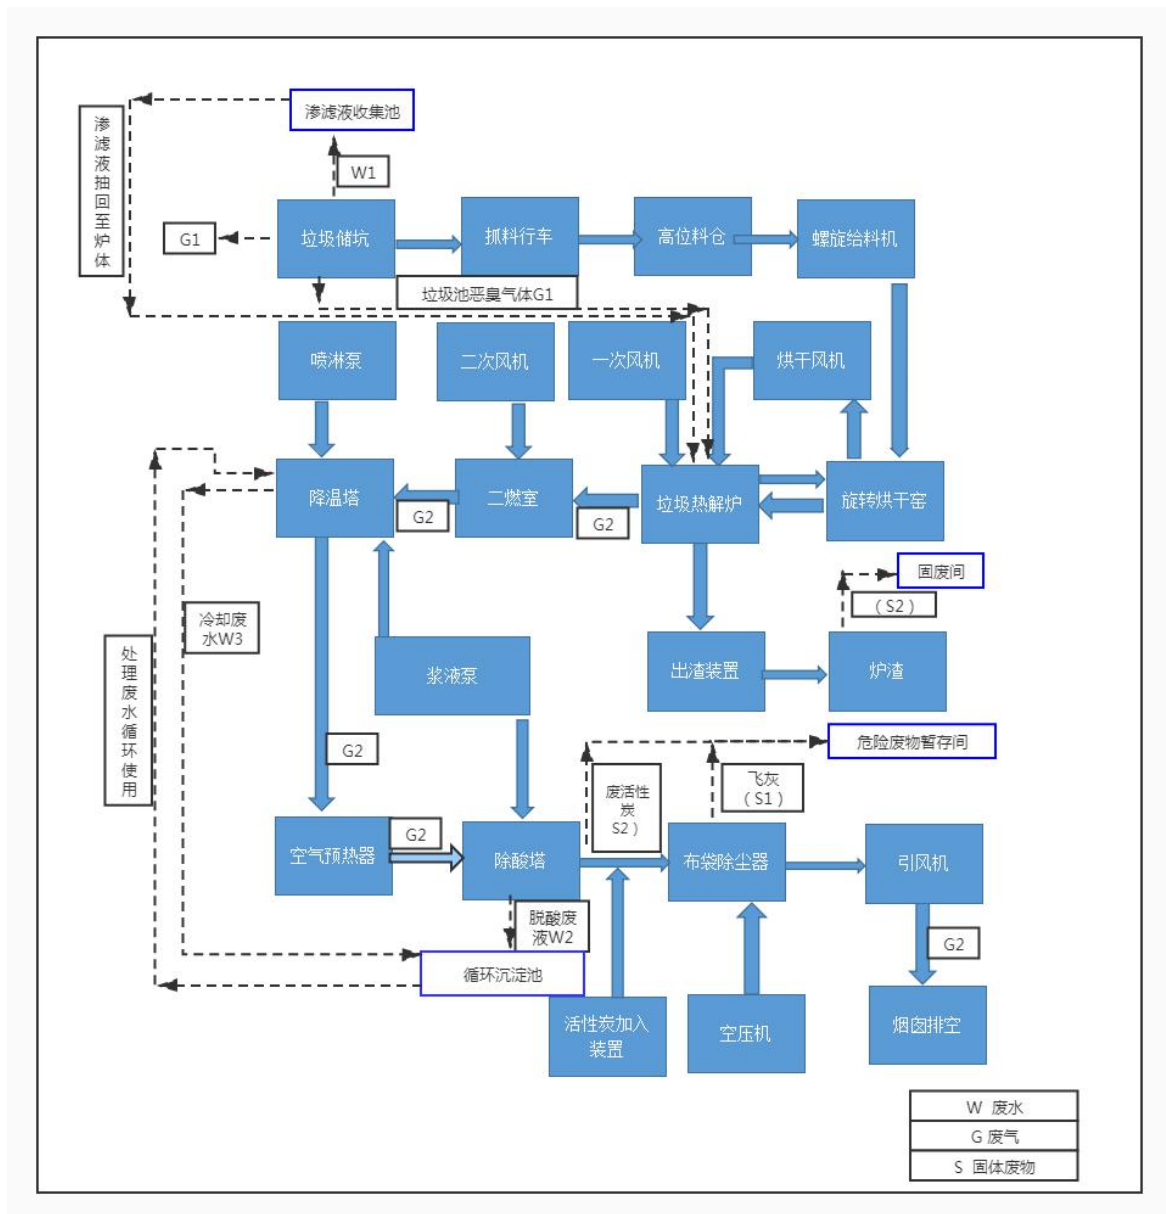 渗滤液收集池
渗
滤
液
抽
回
至
炉
体
W1
G1
垃圾储坑
抓料行车
高位料仓
螺旋给料机
垃圾池恶臭气体G1
喷淋泵
二次风机
一次风机
烘干风机
降温塔
G2
二燃室
G2
垃圾热解炉
旋转烘干窑
固废间
（S2）
冷却废
水W3
处
理
废
水
循
环
使
用
浆液泵
出渣装置
炉渣
G2
危险废物暂存间
废活性
炭
S2）
飞灰
（S1）
空气预热器
G2
除酸塔
布袋除尘器
引风机
脱酸废
液W2
G2
循环沉淀池
活性炭加入
装置
空压机
烟囱排空
W 废水
G 废气
S 固体废物